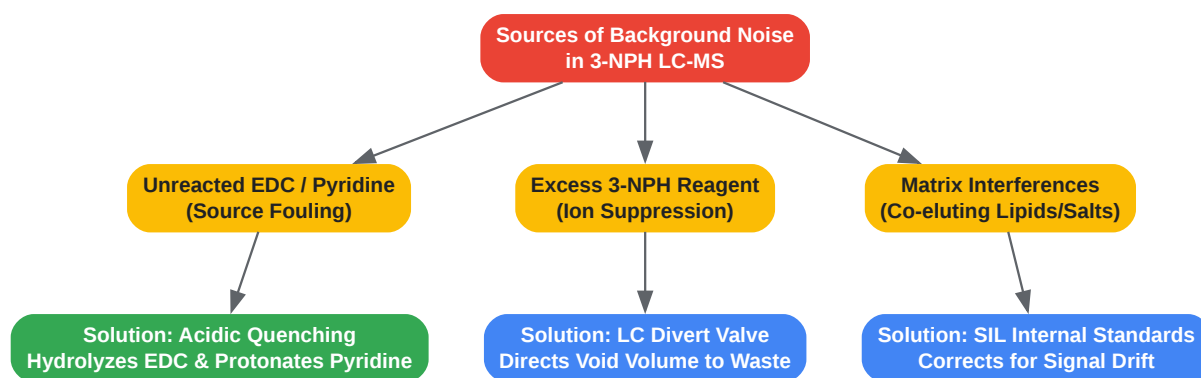 Sources of Background Noise
in 3-NPH LC-MS
Unreacted EDC / Pyridine
(Source Fouling)
Excess 3-NPH Reagent
(Ion Suppression)
Matrix Interferences
(Co-eluting Lipids/Salts)
Solution: Acidic Quenching
Hydrolyzes EDC & Protonates Pyridine
Solution: LC Divert Valve
Directs Void Volume to Waste
Solution: SIL Internal Standards
Corrects for Signal Drift